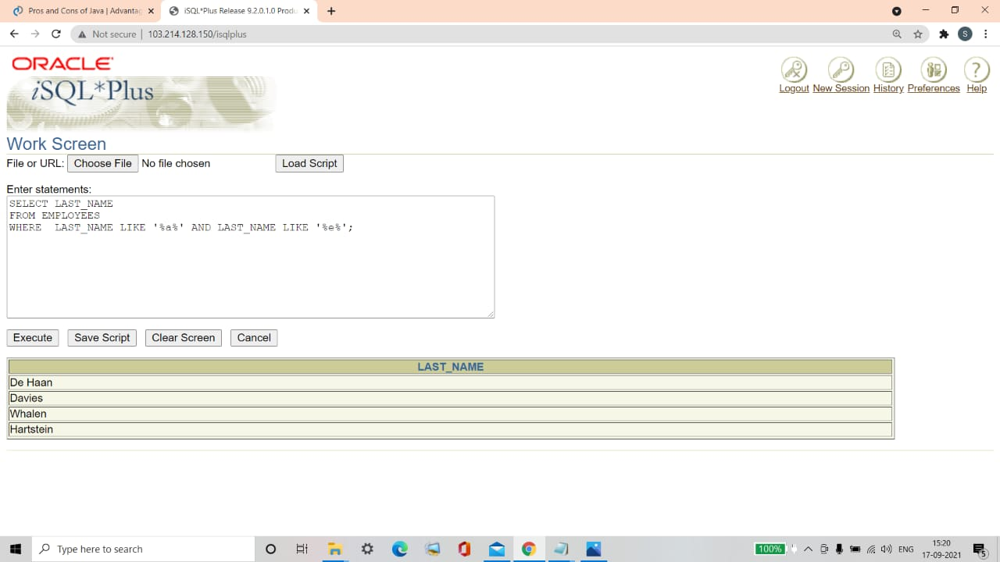 Pros and Cons of Java | Advantag
iSQL*Plus Release 9.2.0.1.0 Produ
Not secure | 103.214.128.150/isqlplus
S
ORACLE
iSQL*Plus
Logout New Session History Preferences Help
Work Screen
File or URL: Choose File No file chosen Load Script
Enter statements:
SELECT LAST_NAME
FROM EMPLOYEES
WHERE  LAST_NAME LIKE '%a%' AND LAST_NAME LIKE '%e%';
Execute Save Script Clear Screen Cancel
LAST_NAME
De Haan
Davies
Whalen
Hartstein
Type here to search
100%
ENG
15:20
17-09-2021
5